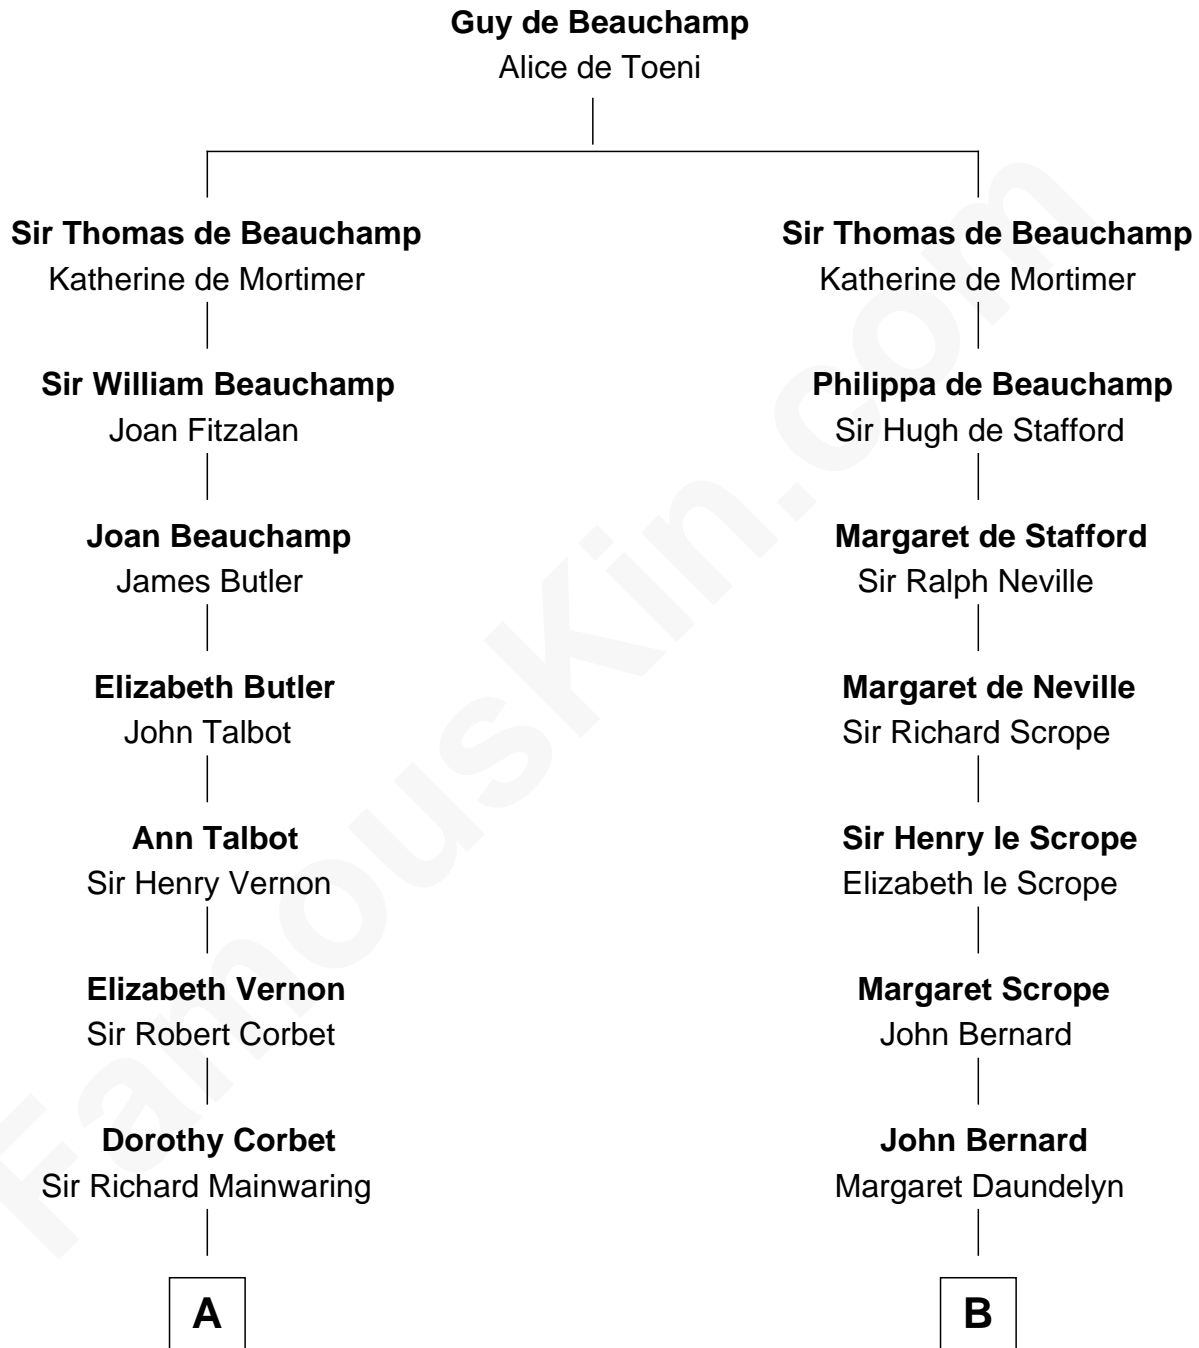 Guy de Beauchamp
Alice de Toeni
Sir Thomas de Beauchamp
Katherine de Mortimer
Sir William Beauchamp
Joan Fitzalan
Joan Beauchamp
James Butler
Elizabeth Butler
John Talbot
Ann Talbot
Sir Henry Vernon
Elizabeth Vernon
Sir Robert Corbet
Dorothy Corbet
Sir Richard Mainwaring
A
Sir Thomas de Beauchamp
Katherine de Mortimer
Philippa de Beauchamp
Sir Hugh de Stafford
Margaret de Stafford
Sir Ralph Neville
Margaret de Neville
Sir Richard Scrope
Sir Henry le Scrope
Elizabeth le Scrope
Margaret Scrope
John Bernard
John Bernard
Margaret Daundelyn
B
FamousKin.com